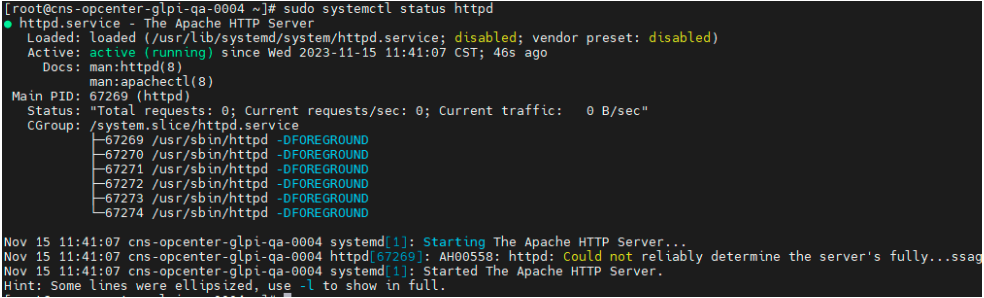 [root@cns-opcenter-glpi-qa-0004 ~]# sudo systemctl status httpd
● httpd.service - The Apache HTTP Server
   Loaded: loaded (/usr/lib/systemd/system/httpd.service; disabled; vendor preset: disabled)
   Active: active (running) since Wed 2023-11-15 11:41:07 CST; 46s ago
     Docs: man:httpd(8)
           man:apachectl(8)
 Main PID: 67269 (httpd)
   Status: "Total requests: 0; Current requests/sec: 0; Current traffic:   0 B/sec"
   CGroup: /system.slice/httpd.service
           ├─67269 /usr/sbin/httpd -DFOREGROUND
           ├─67270 /usr/sbin/httpd -DFOREGROUND
           ├─67271 /usr/sbin/httpd -DFOREGROUND
           ├─67272 /usr/sbin/httpd -DFOREGROUND
           ├─67273 /usr/sbin/httpd -DFOREGROUND
           └─67274 /usr/sbin/httpd -DFOREGROUND

Nov 15 11:41:07 cns-opcenter-glpi-qa-0004 systemd[1]: Starting The Apache HTTP Server...
Nov 15 11:41:07 cns-opcenter-glpi-qa-0004 httpd[67269]: AH00558: httpd: Could not reliably determine the server's fully...ssag
Nov 15 11:41:07 cns-opcenter-glpi-qa-0004 systemd[1]: Started The Apache HTTP Server.
Hint: Some lines were ellipsized, use -l to show in full.